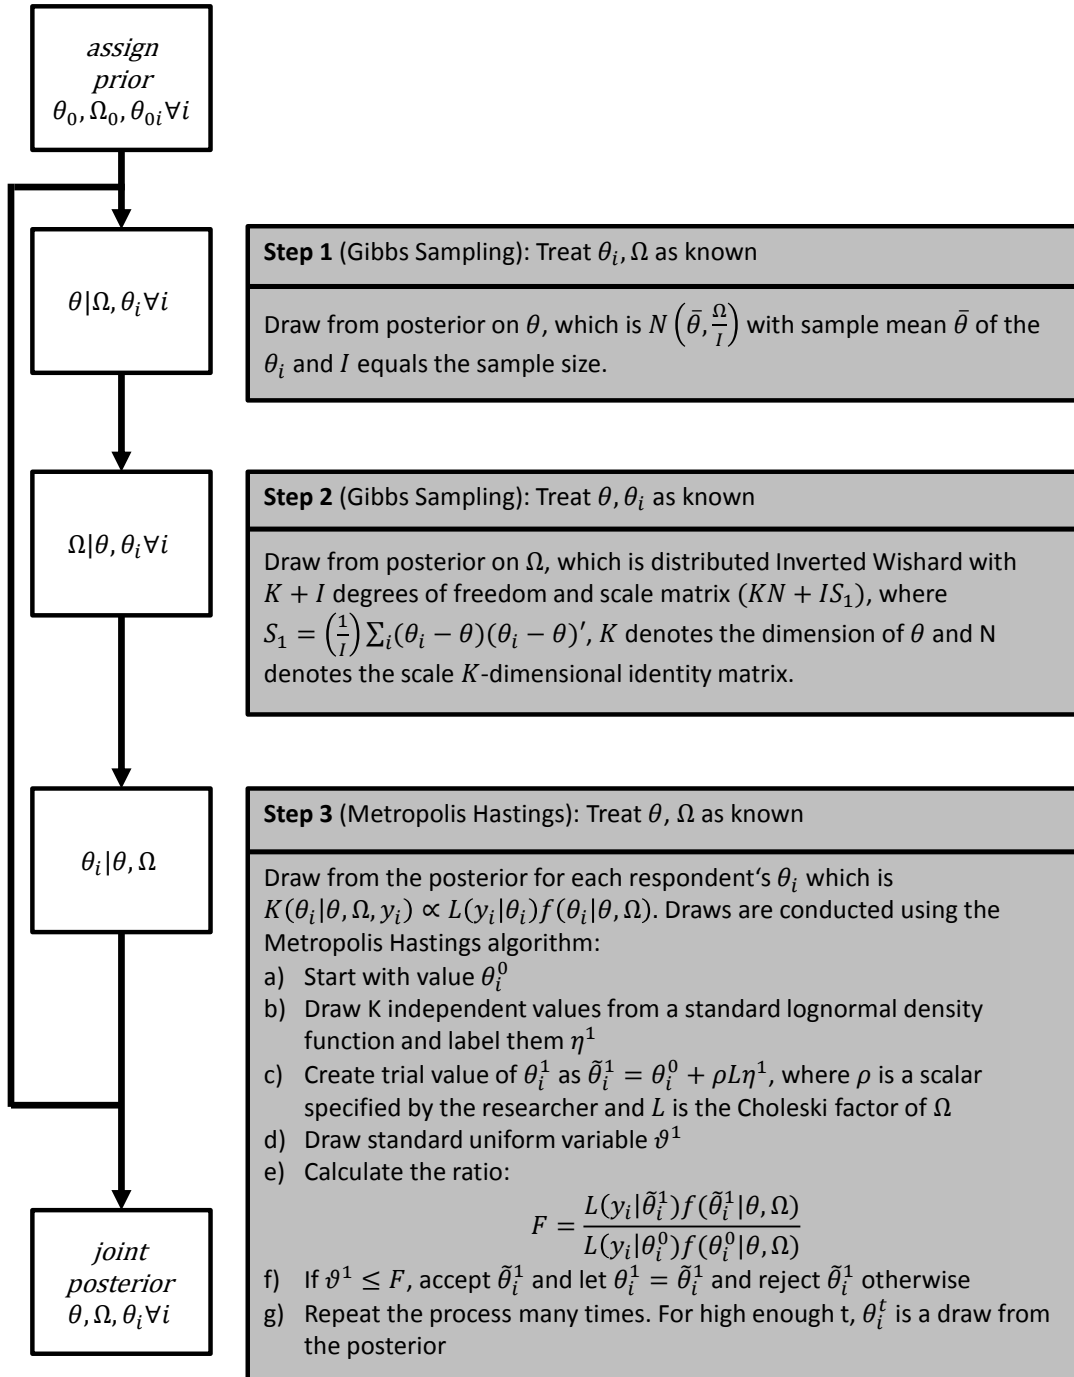 assign
prior
θ₀, Ω₀, θ₀ᵢ∀i
θ|Ω, θᵢ∀i
Step 1 (Gibbs Sampling): Treat θᵢ, Ω as known
Draw from posterior on θ, which is N(θ̄, Ω/I) with sample mean θ̄ of the
θᵢ and I equals the sample size.
Ω|θ, θᵢ∀i
Step 2 (Gibbs Sampling): Treat θ, θᵢ as known
Draw from posterior on Ω, which is distributed Inverted Wishard with
K + I degrees of freedom and scale matrix (KN + IS₁), where
S₁ = (1/I) ∑ᵢ(θᵢ − θ)(θᵢ − θ)′, K denotes the dimension of θ and N
denotes the scale K-dimensional identity matrix.
θᵢ|θ, Ω
Step 3 (Metropolis Hastings): Treat θ, Ω as known
Draw from the posterior for each respondent‘s θᵢ which is
K(θᵢ|θ, Ω, yᵢ) ∝ L(yᵢ|θᵢ)f(θᵢ|θ, Ω). Draws are conducted using the
Metropolis Hastings algorithm:
a) Start with value θᵢ⁰
b) Draw K independent values from a standard lognormal density
function and label them η¹
c) Create trial value of θᵢ¹ as θ̃ᵢ¹ = θᵢ⁰ + ρLη¹, where ρ is a scalar
specified by the researcher and L is the Choleski factor of Ω
d) Draw standard uniform variable ϑ¹
e) Calculate the ratio:
F = L(yᵢ|θ̃ᵢ¹)f(θ̃ᵢ¹|θ, Ω) / L(yᵢ|θᵢ⁰)f(θᵢ⁰|θ, Ω)
f) If ϑ¹ ≤ F, accept θ̃ᵢ¹ and let θᵢ¹ = θ̃ᵢ¹ and reject θ̃ᵢ¹ otherwise
g) Repeat the process many times. For high enough t, θᵢᵗ is a draw from
the posterior
joint
posterior
θ, Ω, θᵢ∀i